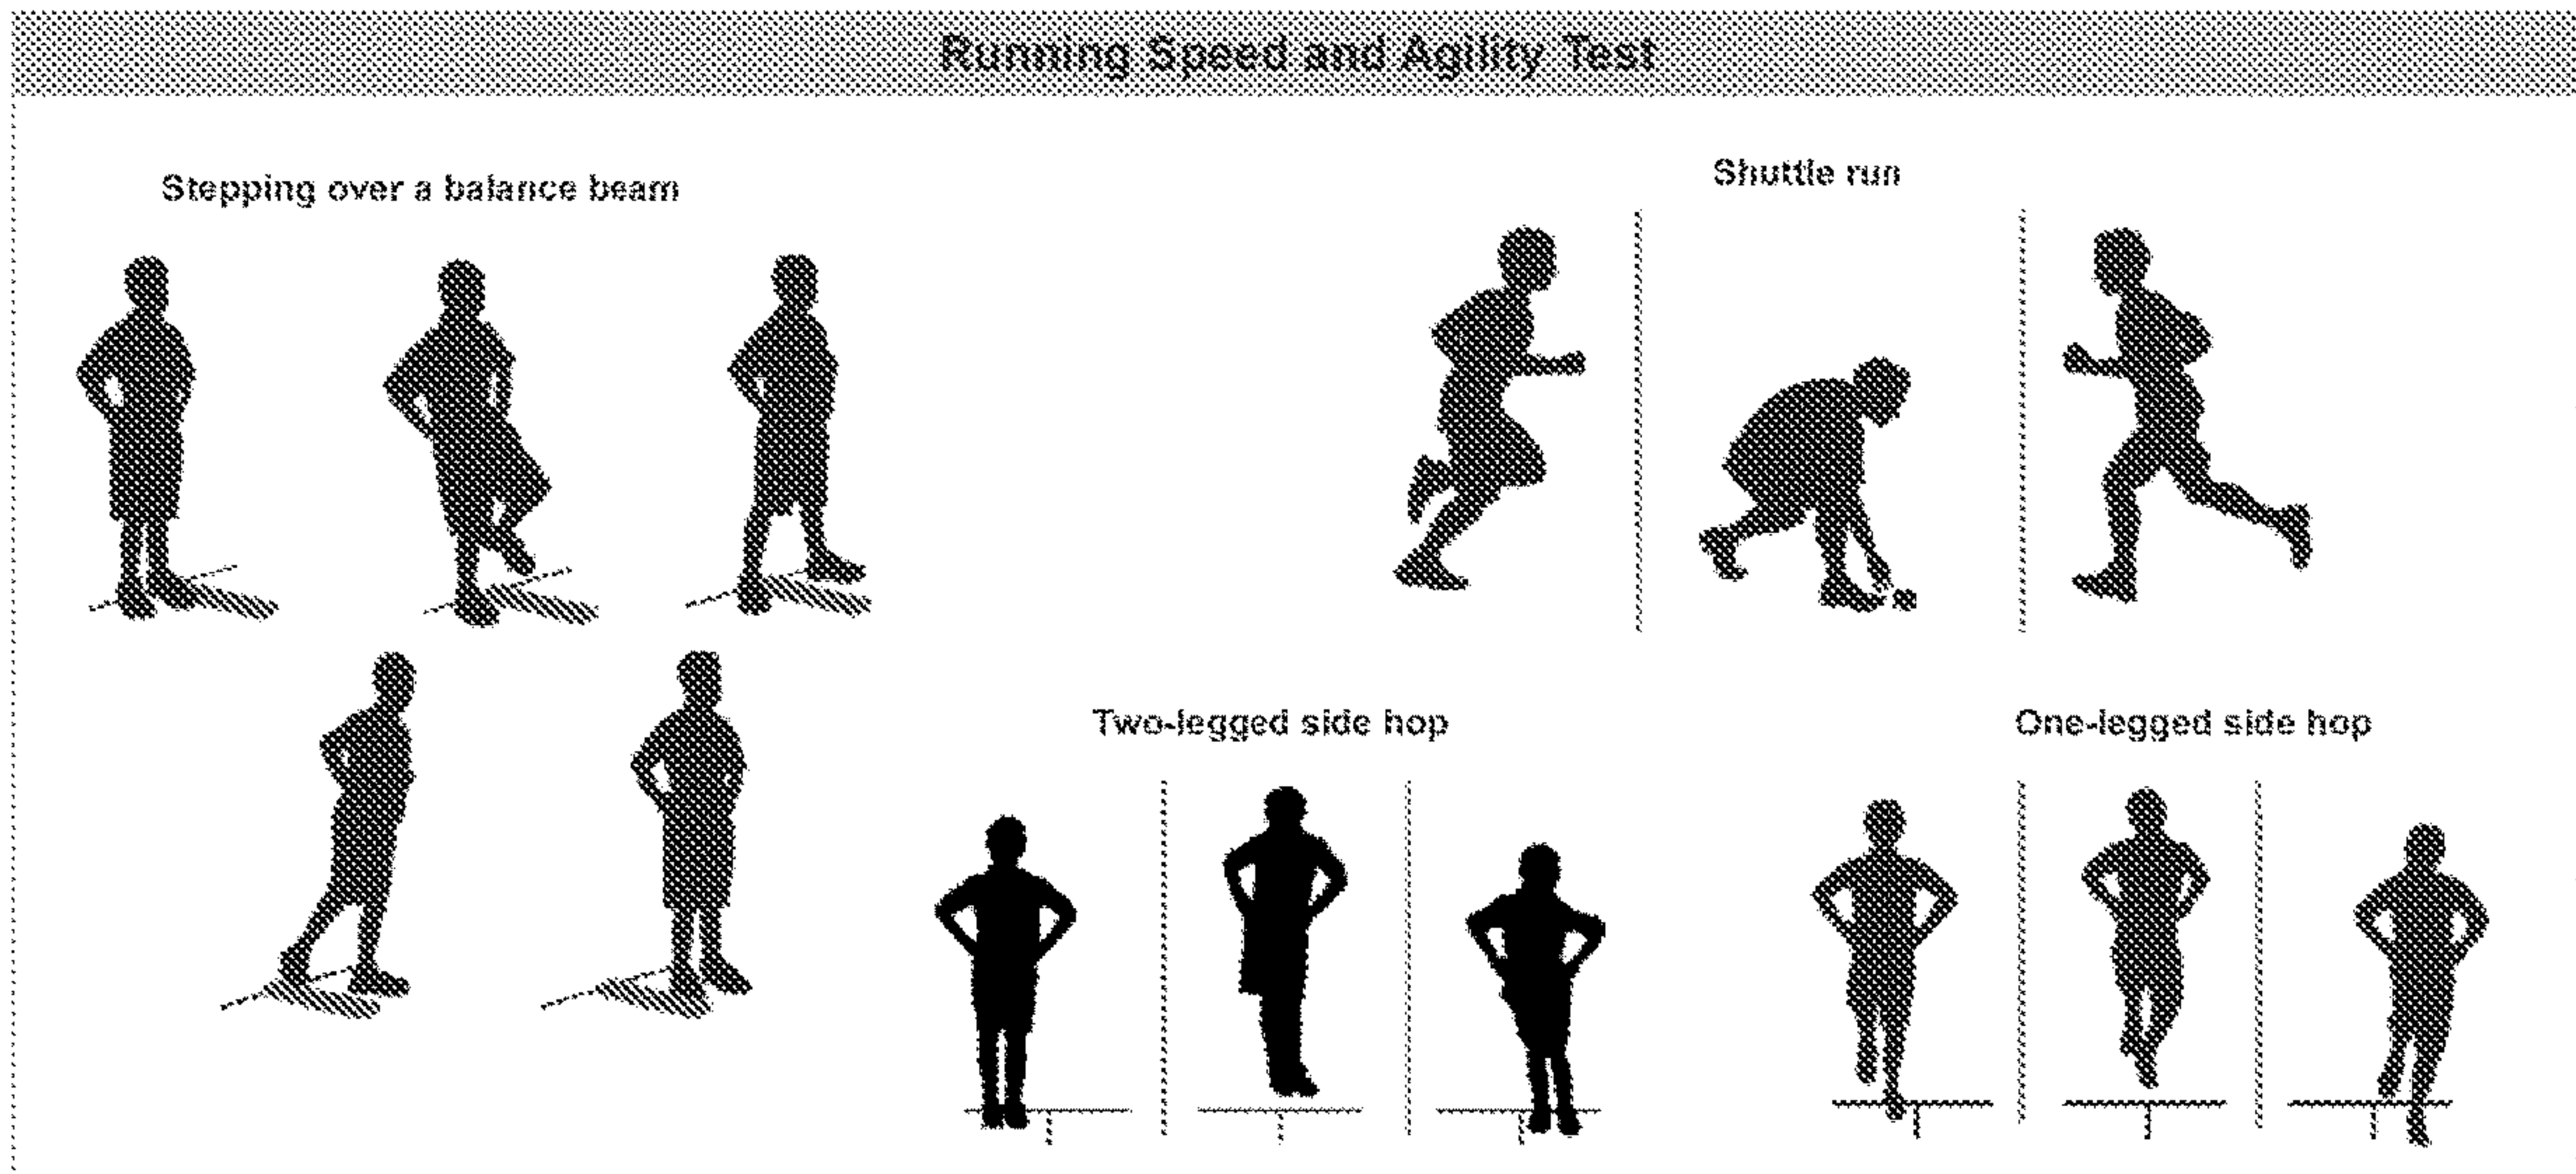 Running Speed and Agility Test
Stepping over a balance beam
Shuttle run
Two-legged side hop
One-legged side hop